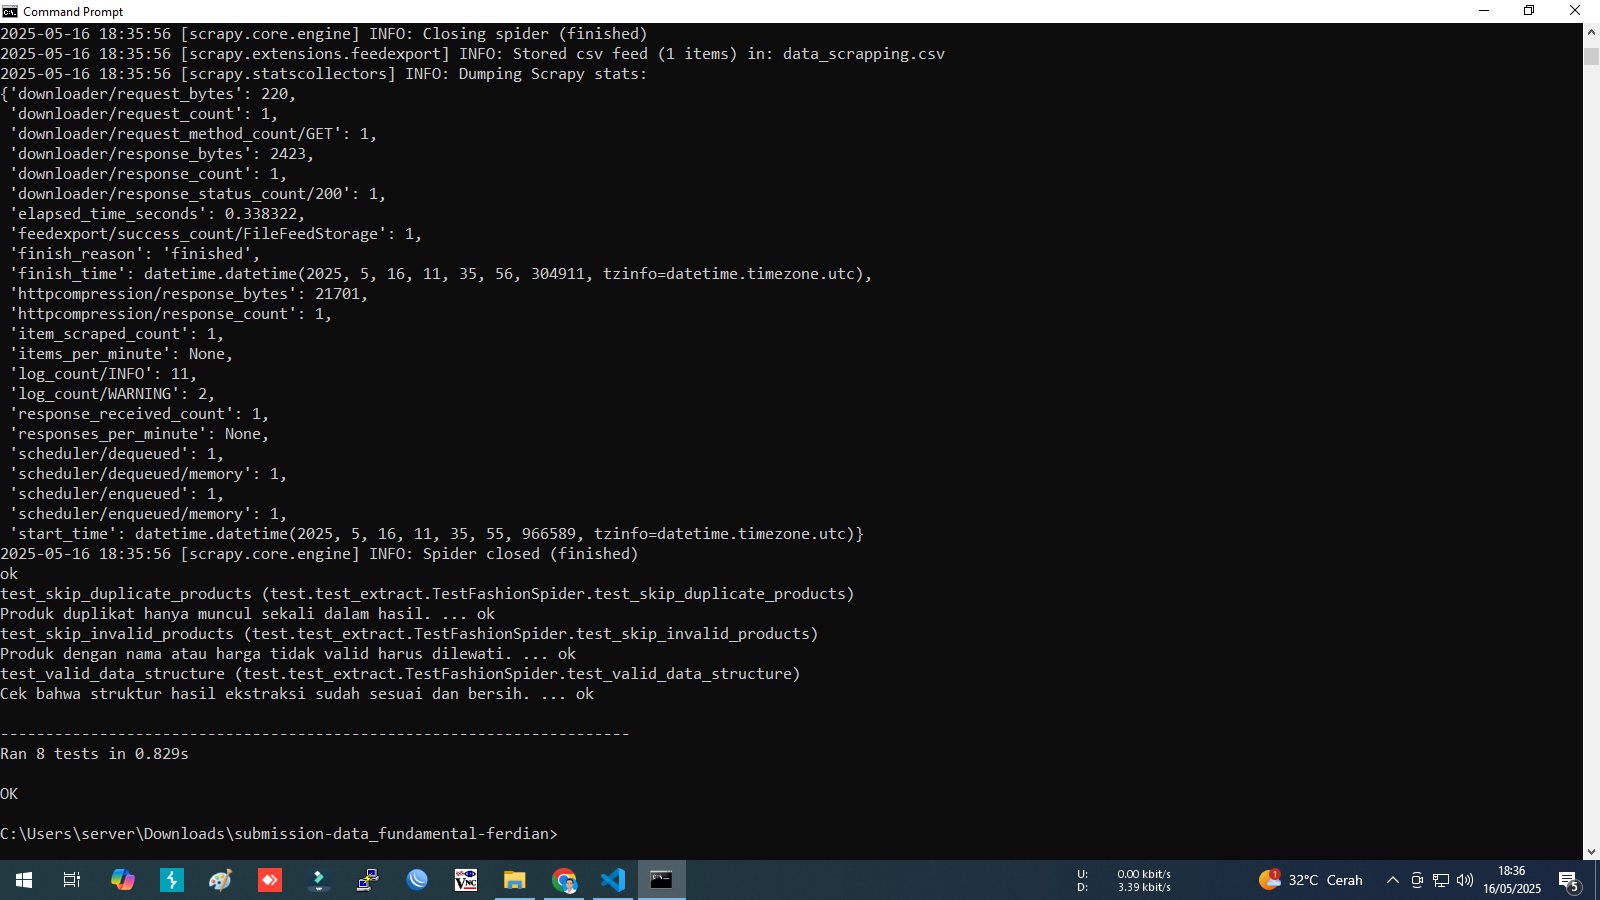 Command Prompt
2025-05-16 18:35:56 [scrapy.core.engine] INFO: Closing spider (finished)
2025-05-16 18:35:56 [scrapy.extensions.feedexport] INFO: Stored csv feed (1 items) in: data_scrapping.csv
2025-05-16 18:35:56 [scrapy.statscollectors] INFO: Dumping Scrapy stats:
{'downloader/request_bytes': 220,
 'downloader/request_count': 1,
 'downloader/request_method_count/GET': 1,
 'downloader/response_bytes': 2423,
 'downloader/response_count': 1,
 'downloader/response_status_count/200': 1,
 'elapsed_time_seconds': 0.338322,
 'feedexport/success_count/FileFeedStorage': 1,
 'finish_reason': 'finished',
 'finish_time': datetime.datetime(2025, 5, 16, 11, 35, 56, 304911, tzinfo=datetime.timezone.utc),
 'httpcompression/response_bytes': 21701,
 'httpcompression/response_count': 1,
 'item_scraped_count': 1,
 'items_per_minute': None,
 'log_count/INFO': 11,
 'log_count/WARNING': 2,
 'response_received_count': 1,
 'responses_per_minute': None,
 'scheduler/dequeued': 1,
 'scheduler/dequeued/memory': 1,
 'scheduler/enqueued': 1,
 'scheduler/enqueued/memory': 1,
 'start_time': datetime.datetime(2025, 5, 16, 11, 35, 55, 966589, tzinfo=datetime.timezone.utc)}
2025-05-16 18:35:56 [scrapy.core.engine] INFO: Spider closed (finished)
ok
test_skip_duplicate_products (test.test_extract.TestFashionSpider.test_skip_duplicate_products)
Produk duplikat hanya muncul sekali dalam hasil. ... ok
test_skip_invalid_products (test.test_extract.TestFashionSpider.test_skip_invalid_products)
Produk dengan nama atau harga tidak valid harus dilewati. ... ok
test_valid_data_structure (test.test_extract.TestFashionSpider.test_valid_data_structure)
Cek bahwa struktur hasil ekstraksi sudah sesuai dan bersih. ... ok
----------------------------------------------------------------------
Ran 8 tests in 0.829s
OK
C:\Users\server\Downloads\submission-data_fundamental-ferdian>
VNC
U: 0.00 kbit/s
D: 3.39 kbit/s
1
32°C Cerah
18:36
16/05/2025
5